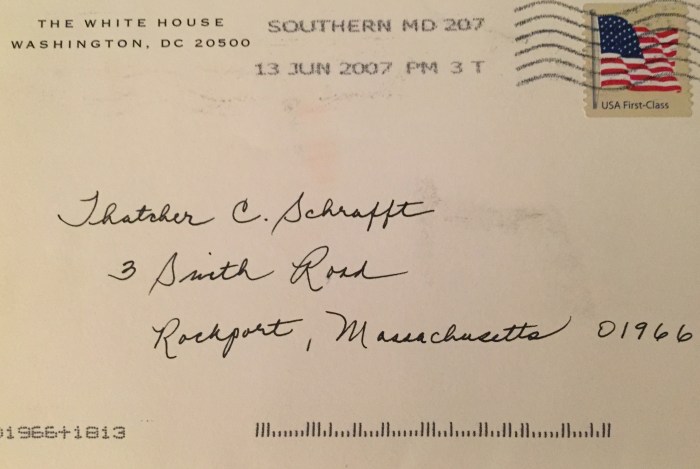 THE WHITE HOUSE
WASHINGTON, DC 20500
SOUTHERN MD 207
13 JUN 2007 PM 3 T
USA First-Class
Thatcher C. Schrafft
3 Smith Road
Rockport, Massachusetts 01966
01966+1813